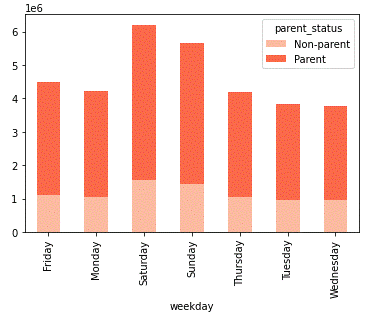 1e6
parent_status
Non-parent
Parent
6
5
4
3
2
1
0
Friday
Monday
Saturday
Sunday
Thursday
Tuesday
Wednesday
weekday